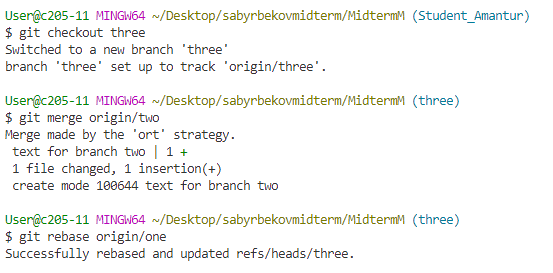 User@c205-11 MINGW64 ~/Desktop/sabyrbekovmidterm/MidtermM (Student_Amantur)
$ git checkout three
Switched to a new branch 'three'
branch 'three' set up to track 'origin/three'.

User@c205-11 MINGW64 ~/Desktop/sabyrbekovmidterm/MidtermM (three)
$ git merge origin/two
Merge made by the 'ort' strategy.
 text for branch two | 1 +
 1 file changed, 1 insertion(+)
 create mode 100644 text for branch two

User@c205-11 MINGW64 ~/Desktop/sabyrbekovmidterm/MidtermM (three)
$ git rebase origin/one
Successfully rebased and updated refs/heads/three.